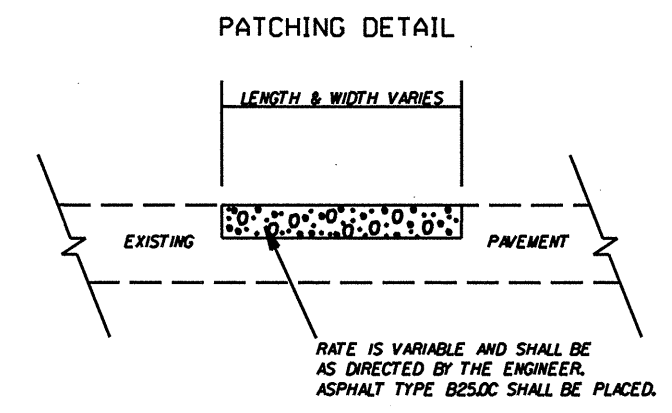 PATCHING DETAIL
LENGTH & WIDTH VARIES
EXISTING
PAVEMENT
RATE IS VARIABLE AND SHALL BE
AS DIRECTED BY THE ENGINEER.
ASPHALT TYPE B25.0C SHALL BE PLACED.